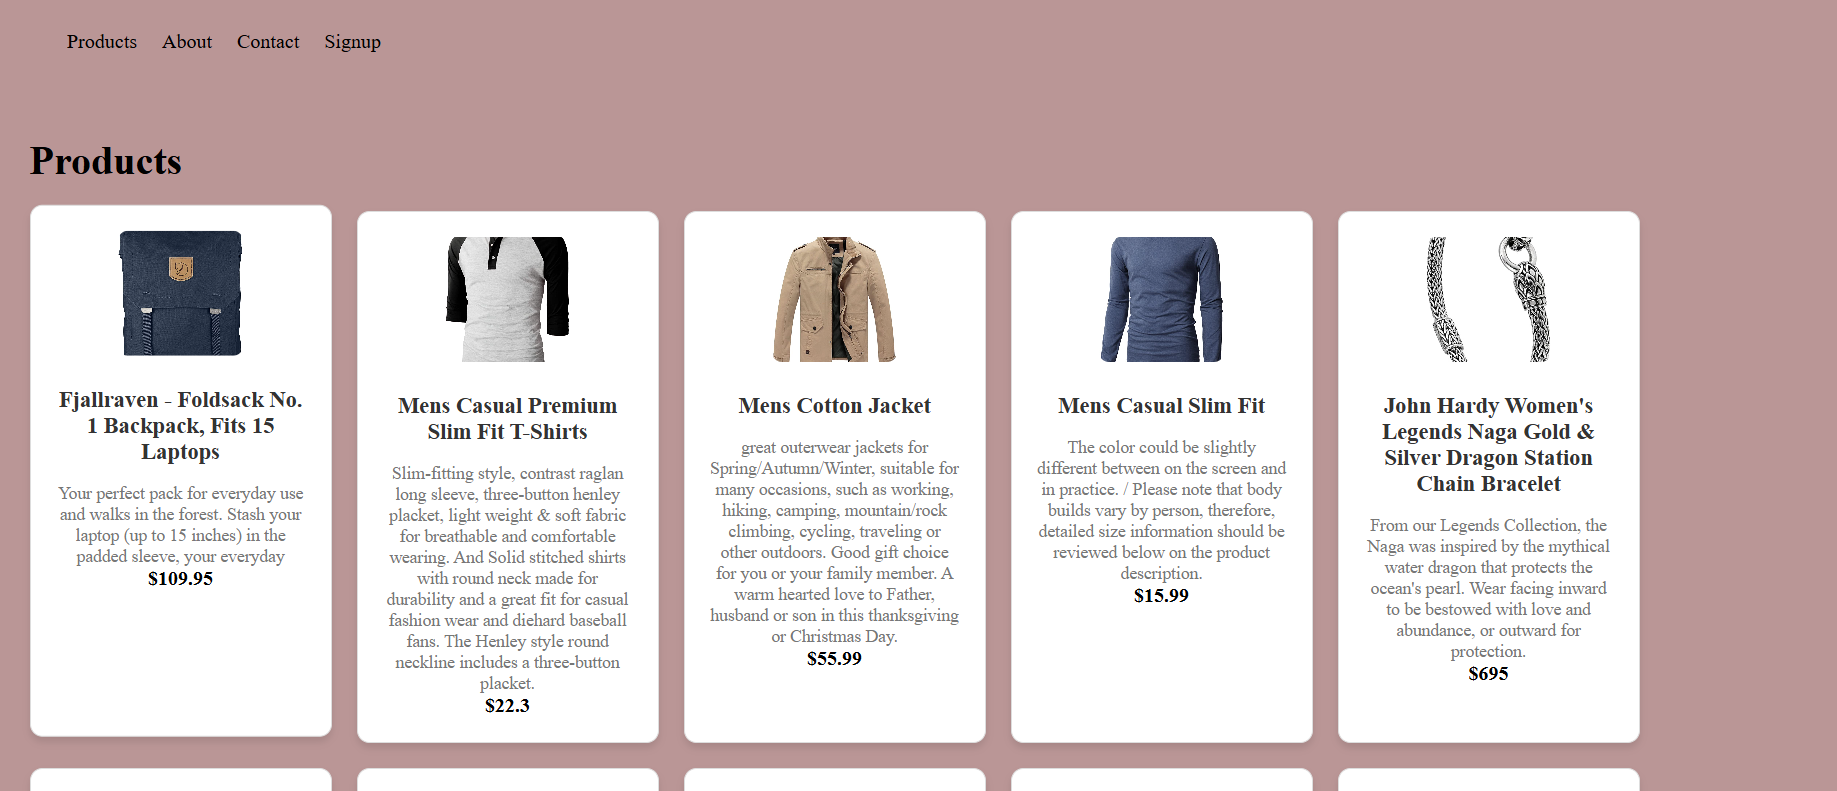 Products About Contact Signup
Products
Fjallraven - Foldsack No.
1 Backpack, Fits 15
Laptops
Your perfect pack for everyday use
and walks in the forest. Stash your
laptop (up to 15 inches) in the
padded sleeve, your everyday
$109.95
Mens Casual Premium
Slim Fit T-Shirts
Slim-fitting style, contrast raglan
long sleeve, three-button henley
placket, light weight & soft fabric
for breathable and comfortable
wearing. And Solid stitched shirts
with round neck made for
durability and a great fit for casual
fashion wear and diehard baseball
fans. The Henley style round
neckline includes a three-button
placket.
$22.3
Mens Cotton Jacket
great outerwear jackets for
Spring/Autumn/Winter, suitable for
many occasions, such as working,
hiking, camping, mountain/rock
climbing, cycling, traveling or
other outdoors. Good gift choice
for you or your family member. A
warm hearted love to Father,
husband or son in this thanksgiving
or Christmas Day.
$55.99
Mens Casual Slim Fit
The color could be slightly
different between on the screen and
in practice. / Please note that body
builds vary by person, therefore,
detailed size information should be
reviewed below on the product
description.
$15.99
John Hardy Women's
Legends Naga Gold &
Silver Dragon Station
Chain Bracelet
From our Legends Collection, the
Naga was inspired by the mythical
water dragon that protects the
ocean's pearl. Wear facing inward
to be bestowed with love and
abundance, or outward for
protection.
$695